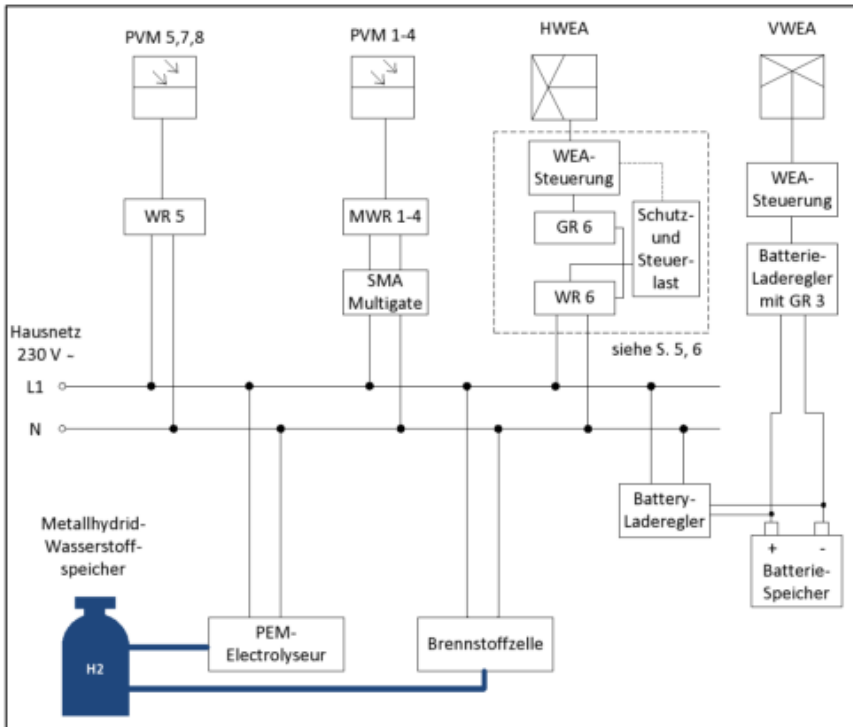 PVM 5,7,8
PVM 1-4
HWEA
VWEA
WEA-
Steuerung
WEA-
Steuerung
WR 5
MWR 1-4
GR 6
Schutz-
und
Steuer-
last
SMA
Multigate
WR 6
Batterie-
Laderegler
mit GR 3
Hausnetz
230 V ~
siehe S. 5, 6
L1
N
Battery-
Laderegler
+ -
Batterie-
Speicher
Metallhydrid-
Wasserstoff-
speicher
H2
PEM-
Electrolyseur
Brennstoffzelle